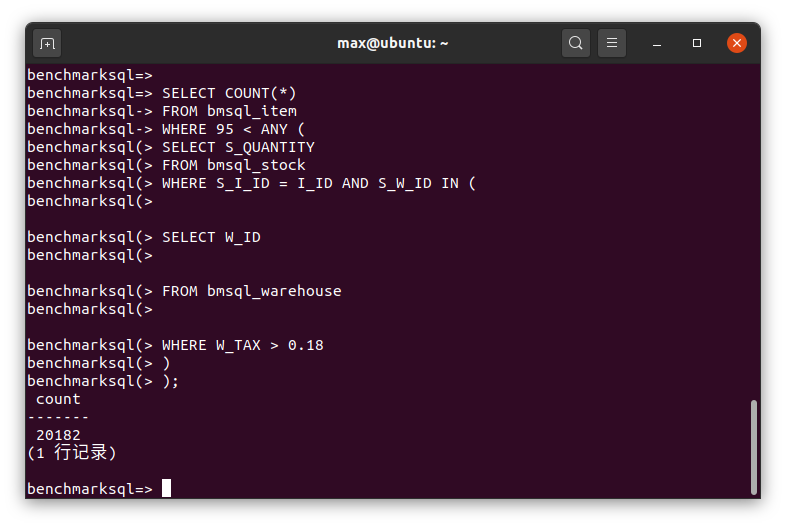 max@ubuntu: ~
benchmarksql=>
benchmarksql=> SELECT COUNT(*)
benchmarksql-> FROM bmsql_item
benchmarksql-> WHERE 95 < ANY (
benchmarksql(> SELECT S_QUANTITY
benchmarksql(> FROM bmsql_stock
benchmarksql(> WHERE S_I_ID = I_ID AND S_W_ID IN (
benchmarksql(>
benchmarksql(> SELECT W_ID
benchmarksql(>
benchmarksql(> FROM bmsql_warehouse
benchmarksql(>
benchmarksql(> WHERE W_TAX > 0.18
benchmarksql(> )
benchmarksql(> );
count
-------
20182
(1 行记录)
benchmarksql=>